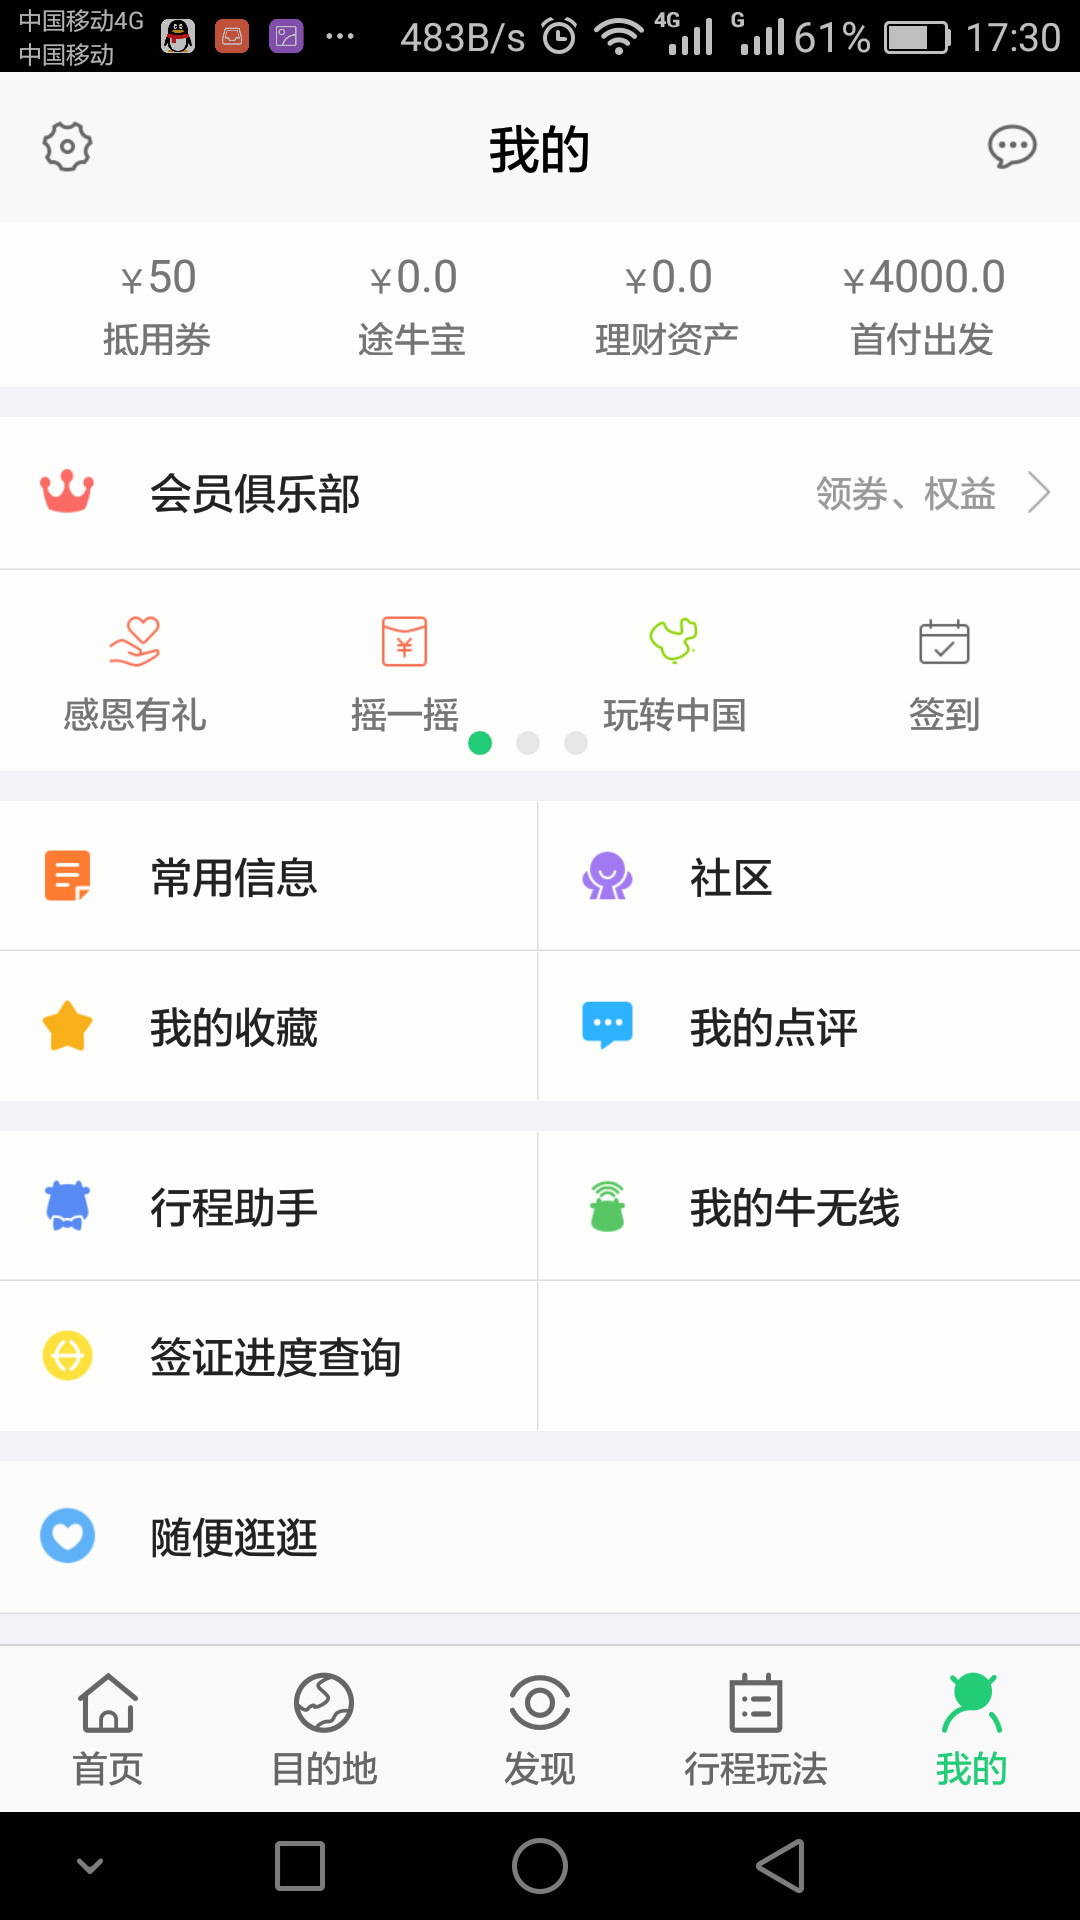 中国移动4G
中国移动
483B/s 4G G 61% 17:30
我的
¥50 ¥0.0 ¥0.0 ¥4000.0
抵用券 途牛宝 理财资产 首付出发
会员俱乐部 领券、权益
感恩有礼 摇一摇 玩转中国 签到
常用信息 社区
我的收藏 我的点评
行程助手 我的牛无线
签证进度查询
随便逛逛
首页 目的地 发现 行程玩法 我的